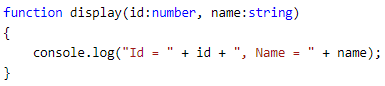 function display(id:number, name:string)
{
    console.log("Id = " + id + ", Name = " + name);
}